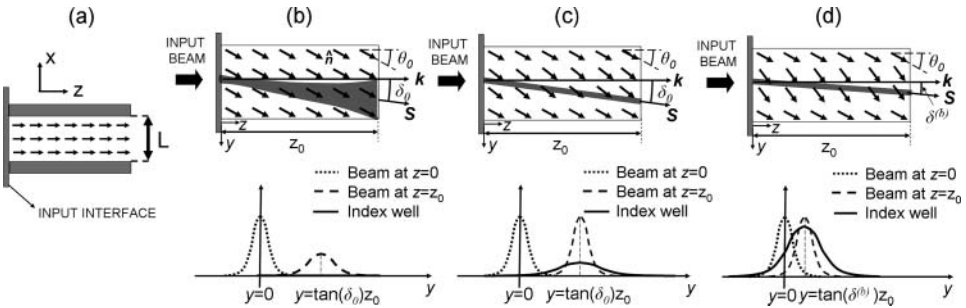 (a)
x
z
L
INPUT INTERFACE
(b)
INPUT
BEAM
n̂
θ₀
k
δ₀
S
z
y
z₀
Beam at z=0
Beam at z=z₀
Index well
y=0
y=tan(δ₀)z₀
y
(c)
INPUT
BEAM
θ₀
k
δ₀
S
z
y
z₀
Beam at z=0
Beam at z=z₀
Index well
y=0
y=tan(δ₀)z₀
y
(d)
INPUT
BEAM
θ₀
k
S
δ⁽ᵇ⁾
z
y
z₀
Beam at z=0
Beam at z=z₀
Index well
y=0
y=tan(δ⁽ᵇ⁾)z₀
y